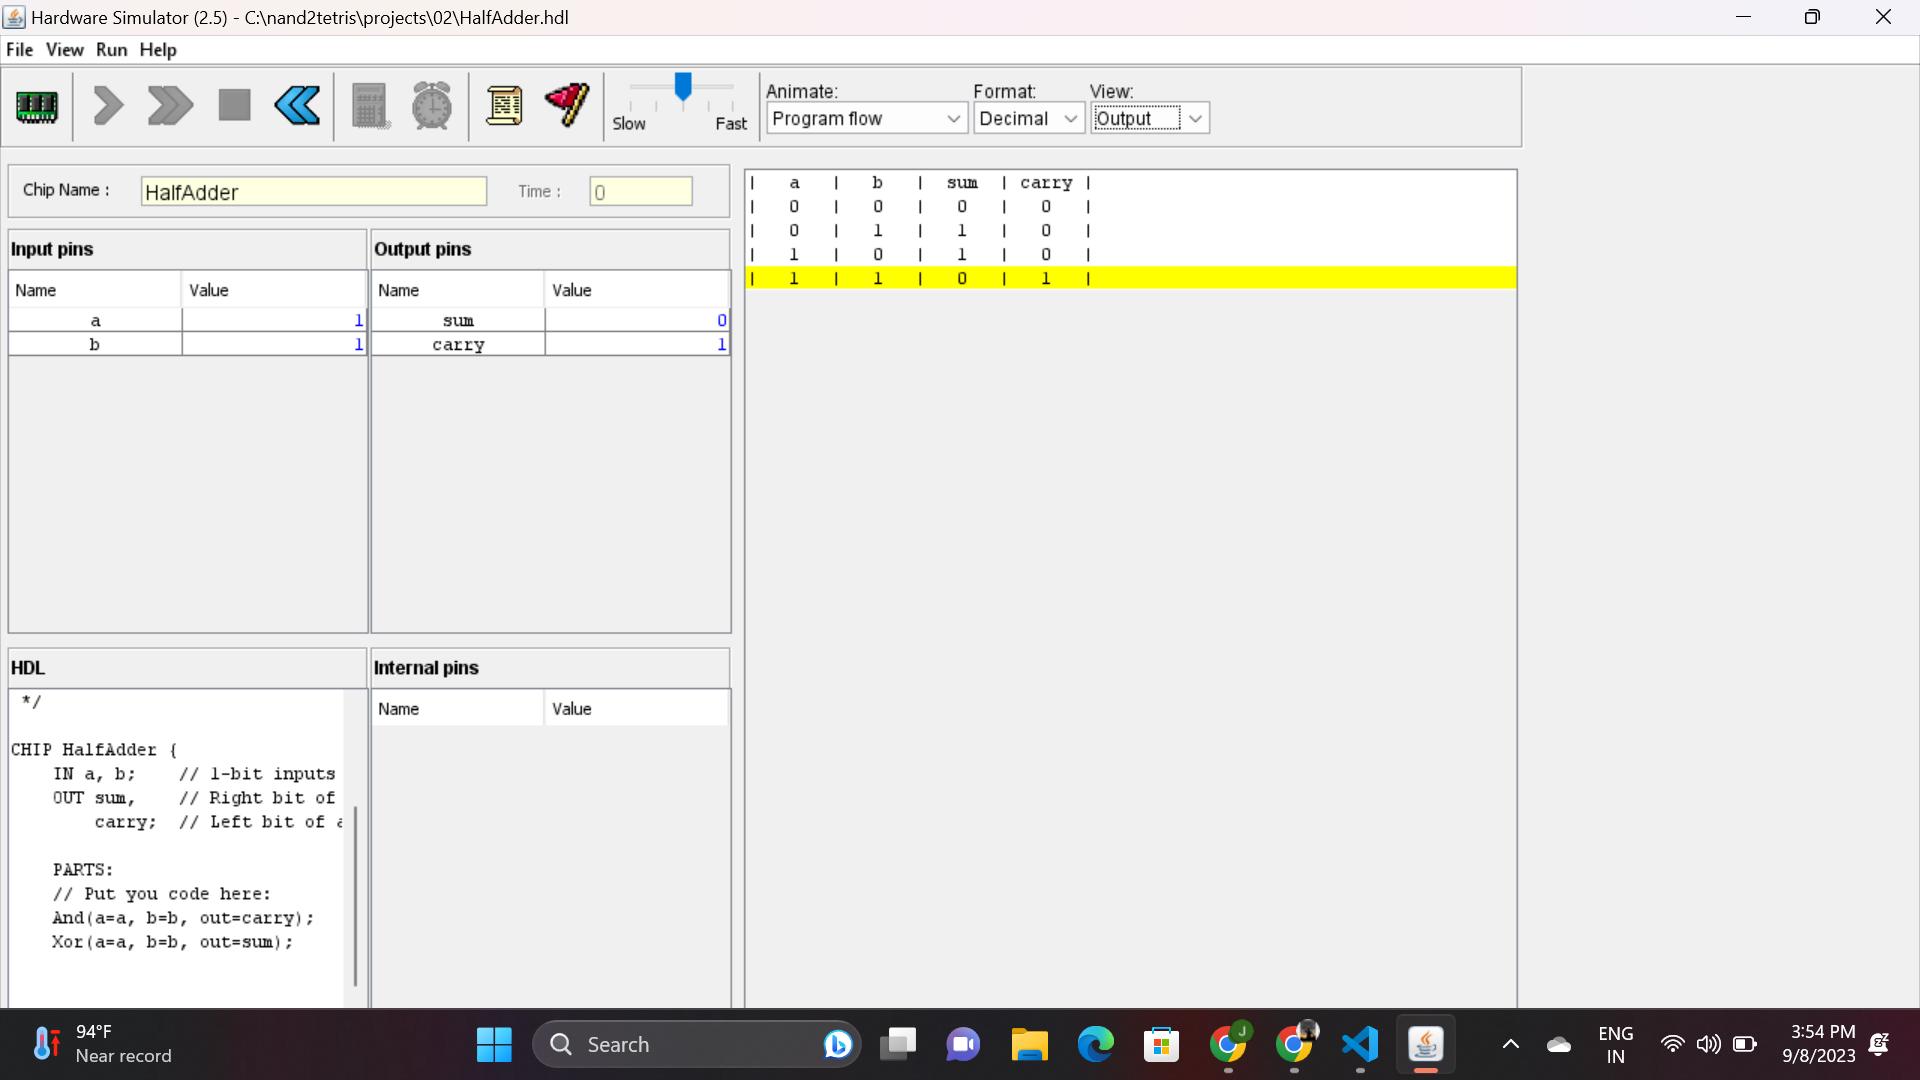 Hardware Simulator (2.5) - C:\nand2tetris\projects\02\HalfAdder.hdl
File View Run Help
Slow Fast
Animate: Format: View:
Program flow Decimal Output
Chip Name : HalfAdder Time : 0
Input pins
Name Value
a 1
b 1
Output pins
Name Value
sum 0
carry 1
| a | b | sum | carry |
| 0 | 0 | 0 | 0 |
| 0 | 1 | 1 | 0 |
| 1 | 0 | 1 | 0 |
| 1 | 1 | 0 | 1 |
HDL
*/
CHIP HalfAdder {
IN a, b; // 1-bit inputs
OUT sum, // Right bit of
carry; // Left bit of
PARTS:
// Put you code here:
And(a=a, b=b, out=carry);
Xor(a=a, b=b, out=sum);
Internal pins
Name Value
94°F
Near record
Search
J
ENG
IN
3:54 PM
9/8/2023